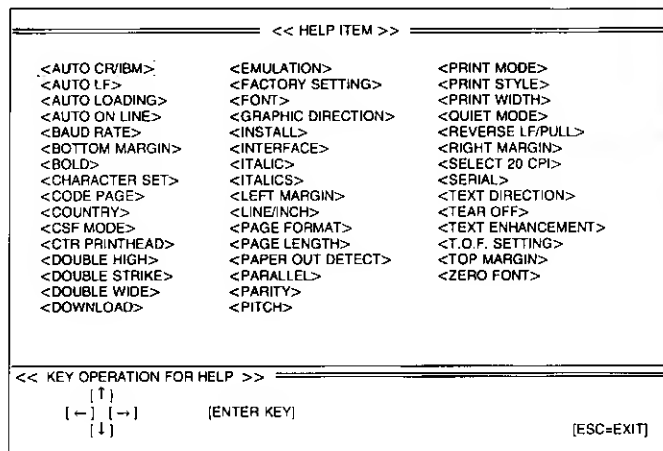 << HELP ITEM >>
<AUTO CR/IBM> <EMULATION> <PRINT MODE>
<AUTO LF> <FACTORY SETTING> <PRINT STYLE>
<AUTO LOADING> <FONT> <PRINT WIDTH>
<AUTO ON LINE> <GRAPHIC DIRECTION> <QUIET MODE>
<BAUD RATE> <INSTALL> <REVERSE LF/PULL>
<BOTTOM MARGIN> <INTERFACE> <RIGHT MARGIN>
<BOLD> <ITALIC> <SELECT 20 CPI>
<CHARACTER SET> <ITALICS> <SERIAL>
<CODE PAGE> <LEFT MARGIN> <TEXT DIRECTION>
<COUNTRY> <LINE/INCH> <TEAR OFF>
<CSF MODE> <PAGE FORMAT> <TEXT ENHANCEMENT>
<CTR PRINTHEAD> <PAGE LENGTH> <T.O.F. SETTING>
<DOUBLE HIGH> <PAPER OUT DETECT> <TOP MARGIN>
<DOUBLE STRIKE> <PARALLEL> <ZERO FONT>
<DOUBLE WIDE> <PARITY>
<DOWNLOAD> <PITCH>
<< KEY OPERATION FOR HELP >>
[↑]
[←] [→] [ENTER KEY]
[↓] [ESC=EXIT]